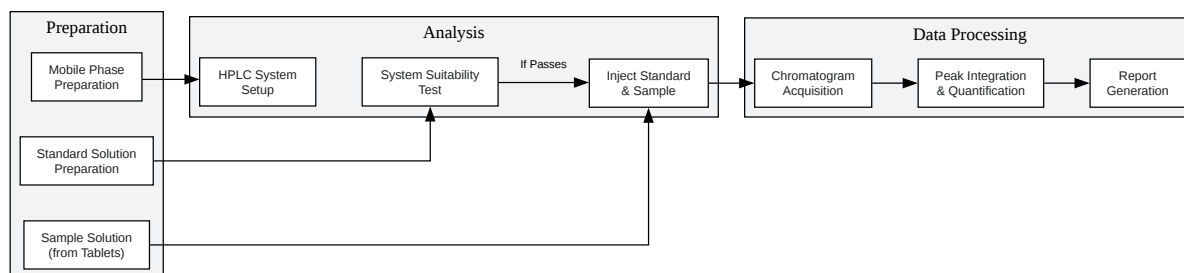 Preparation
Mobile Phase
Preparation
Standard Solution
Preparation
Sample Solution
(from Tablets)
Analysis
HPLC System
Setup
System Suitability
Test
If Passes
Inject Standard
& Sample
Data Processing
Chromatogram
Acquisition
Peak Integration
& Quantification
Report
Generation